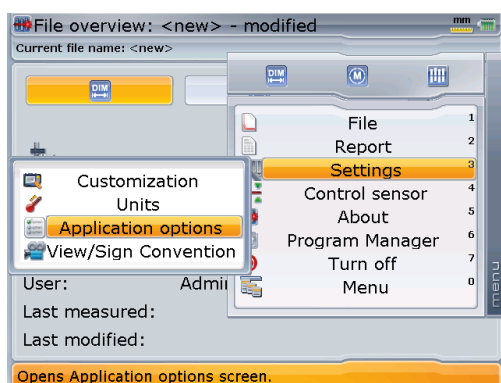 File overview: <new> - modified
mm
Current file name: <new>
DIM
DIM
M
File 1
Report 2
Settings 3
Control sensor 4
About 5
Program Manager 6
Turn off 7
Menu 0
Customization
Units
Application options
View/Sign Convention
User: Admi
Last measured:
Last modified:
menu
Opens Application options screen.